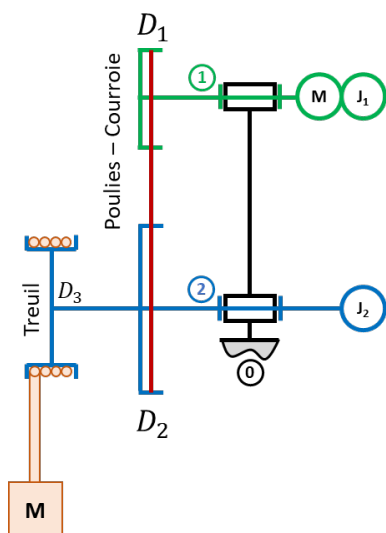 D₁
1
M
J₁
Poulies – Courroie
Treuil
D₃
2
J₂
0
D₂
M